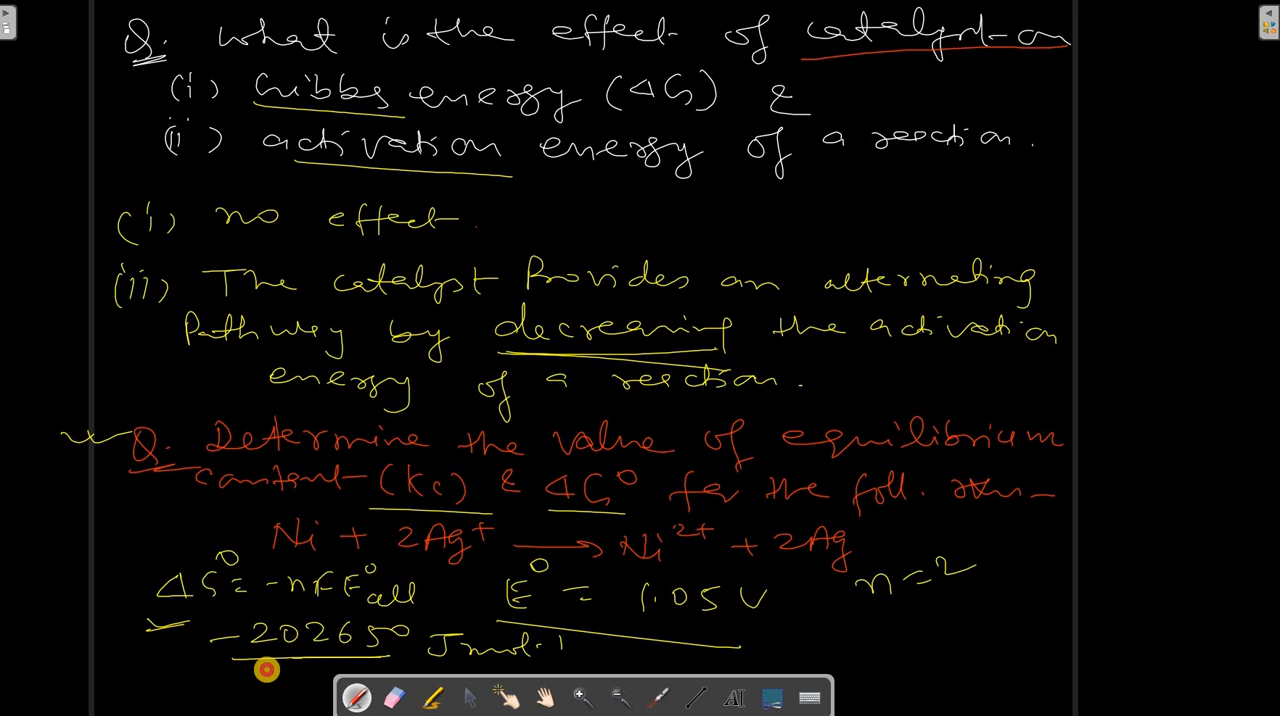 Q. What is the effect of catalyst on
(i) Gibbs energy (ΔG) &
(ii) activation energy of a reaction.
(i) no effect.
(ii) The catalyst Provides an alternating
Pathway by decreasing the activation
energy of a reaction.
Q. Determine the value of equilibrium
constant (Kc) & ΔG° for the foll. rxn-
Ni + 2Ag+ → Ni2+ + 2Ag
ΔG° = -nFE°cell E° = 1.05 V n = 2
-202650 J mol-1
AI